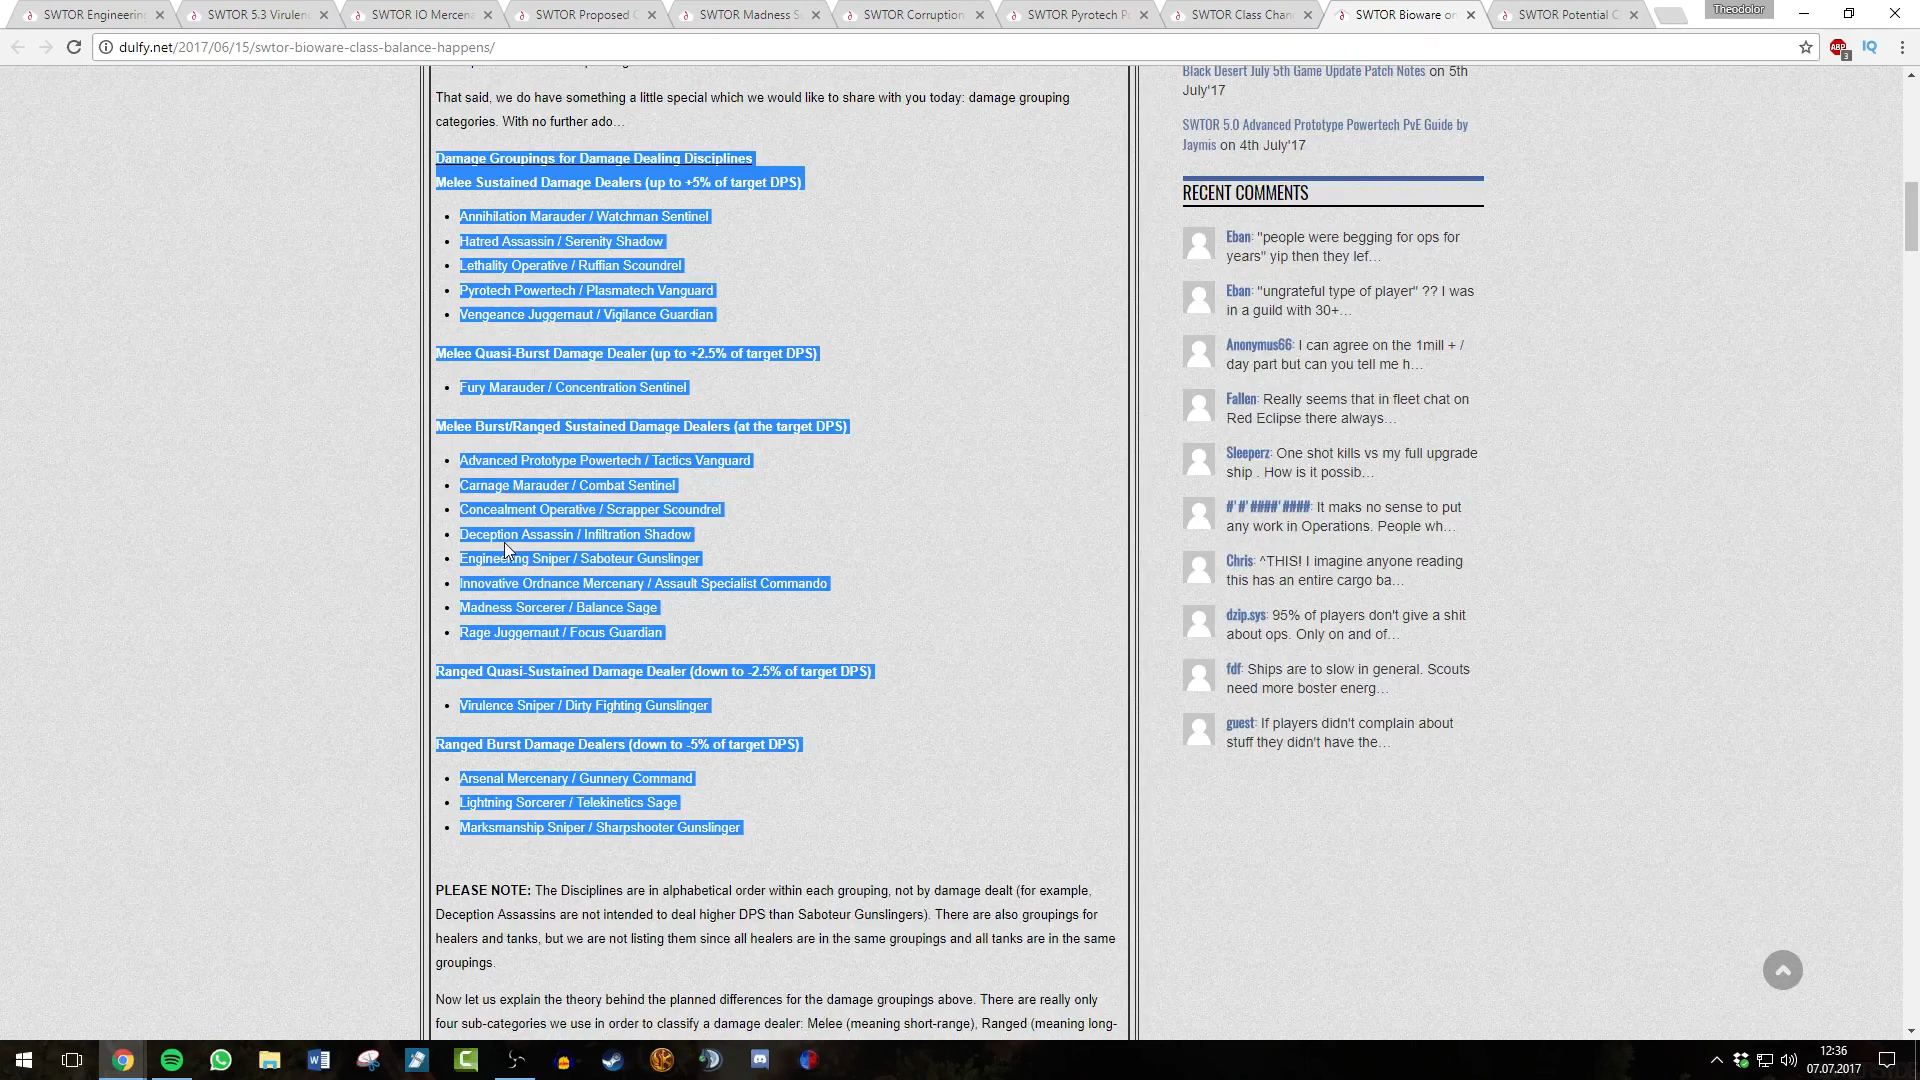 SWTOR Engineering
SWTOR 5.3 Virulen
SWTOR IO Mercena
SWTOR Proposed C
SWTOR Madness S
SWTOR Corruption
SWTOR Pyrotech P
SWTOR Class Chan
SWTOR Bioware on
SWTOR Potential C
Theodolor
dulfy.net/2017/06/15/swtor-bioware-class-balance-happens/
ABP
3
IQ
That said, we do have something a little special which we would like to share with you today: damage grouping
categories. With no further ado…
Damage Groupings for Damage Dealing Disciplines
Melee Sustained Damage Dealers (up to +5% of target DPS)
• Annihilation Marauder / Watchman Sentinel
• Hatred Assassin / Serenity Shadow
• Lethality Operative / Ruffian Scoundrel
• Pyrotech Powertech / Plasmatech Vanguard
• Vengeance Juggernaut / Vigilance Guardian
Melee Quasi-Burst Damage Dealer (up to +2.5% of target DPS)
• Fury Marauder / Concentration Sentinel
Melee Burst/Ranged Sustained Damage Dealers (at the target DPS)
• Advanced Prototype Powertech / Tactics Vanguard
• Carnage Marauder / Combat Sentinel
• Concealment Operative / Scrapper Scoundrel
• Deception Assassin / Infiltration Shadow
• Engineering Sniper / Saboteur Gunslinger
• Innovative Ordnance Mercenary / Assault Specialist Commando
• Madness Sorcerer / Balance Sage
• Rage Juggernaut / Focus Guardian
Ranged Quasi-Sustained Damage Dealer (down to -2.5% of target DPS)
• Virulence Sniper / Dirty Fighting Gunslinger
Ranged Burst Damage Dealers (down to -5% of target DPS)
• Arsenal Mercenary / Gunnery Command
• Lightning Sorcerer / Telekinetics Sage
• Marksmanship Sniper / Sharpshooter Gunslinger
PLEASE NOTE: The Disciplines are in alphabetical order within each grouping, not by damage dealt (for example,
Deception Assassins are not intended to deal higher DPS than Saboteur Gunslingers). There are also groupings for
healers and tanks, but we are not listing them since all healers are in the same groupings and all tanks are in the same
groupings.
Now let us explain the theory behind the planned differences for the damage groupings above. There are really only
four sub-categories we use in order to classify a damage dealer: Melee (meaning short-range), Ranged (meaning long-
Black Desert July 5th Game Update Patch Notes on 5th
July'17
SWTOR 5.0 Advanced Prototype Powertech PvE Guide by
Jaymis on 4th July'17
RECENT COMMENTS
Eban: "people were begging for ops for
years" yip then they lef…
Eban: "ungrateful type of player" ?? I was
in a guild with 30+…
Anonymus66: I can agree on the 1mill + /
day part but can you tell me h…
Fallen: Really seems that in fleet chat on
Red Eclipse there always…
Sleeperz: One shot kills vs my full upgrade
ship . How is it possib…
#'#'####'####: It maks no sense to put
any work in Operations. People wh…
Chris: ^THIS! I imagine anyone reading
this has an entire cargo ba…
dzip.sys: 95% of players don't give a shit
about ops. Only on and of…
fdf: Ships are to slow in general. Scouts
need more boster energ…
guest: If players didn't complain about
stuff they didn't have the…
12:36
07.07.2017